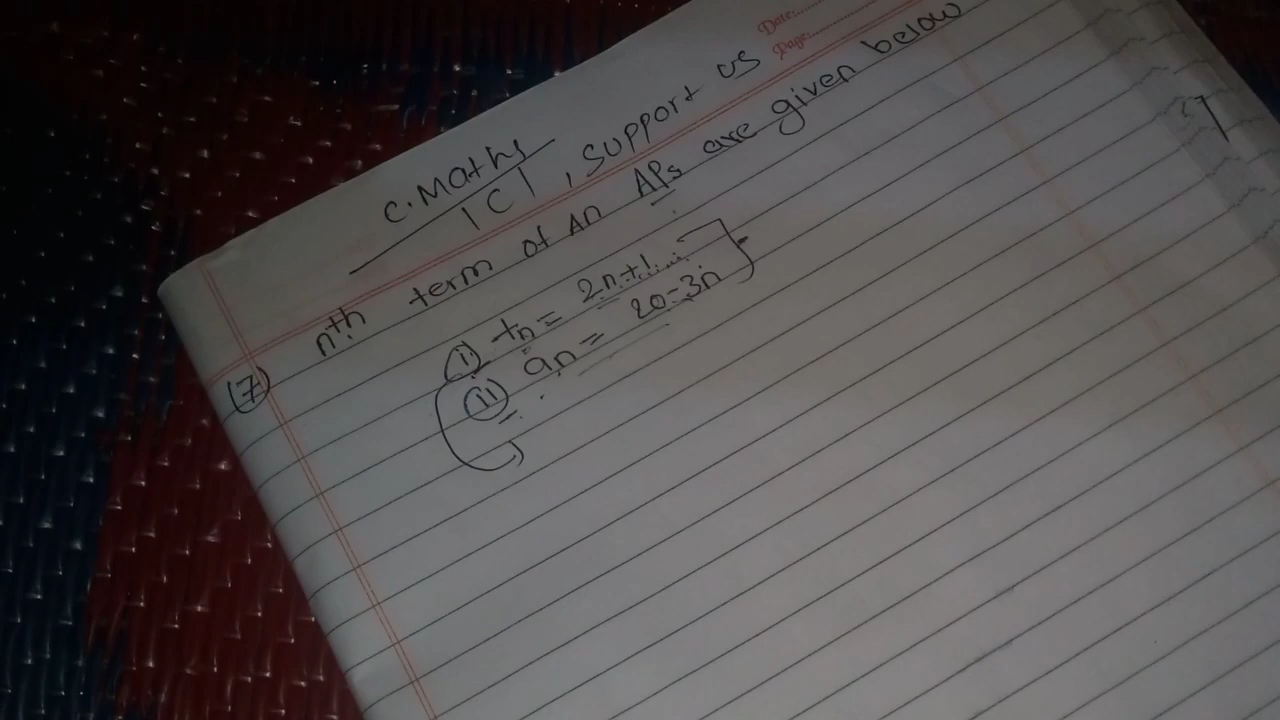 Date:..........
Page:..........
C. Maths
1C1, support us
(7) nth term of An APs are given below
(i) tn = 2n+1
(ii) an = 20-3n